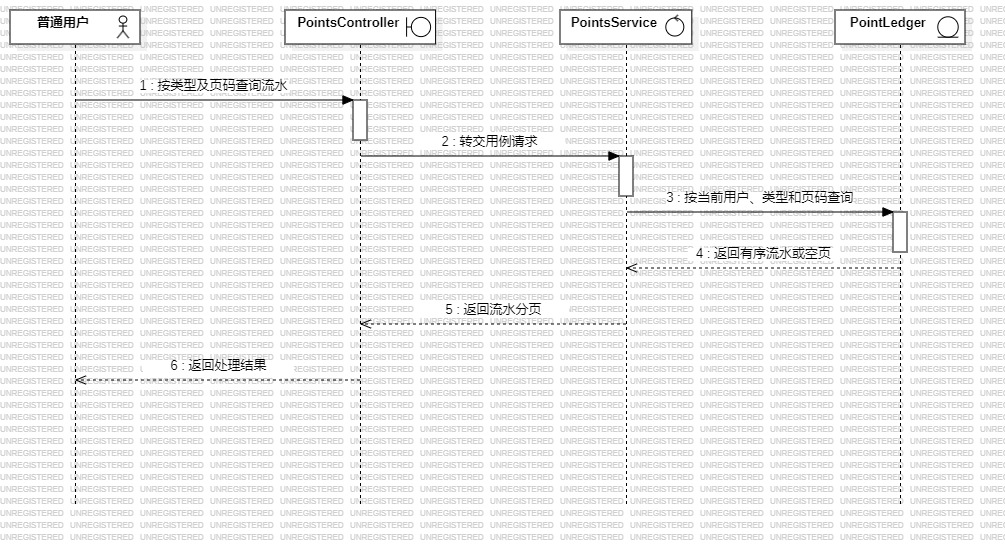 普通用户
PointsController
PointsService
PointLedger
1 : 按类型及页码查询流水
2 : 转交用例请求
3 : 按当前用户、类型和页码查询
4 : 返回有序流水或空页
5 : 返回流水分页
6 : 返回处理结果
UNREGISTERED